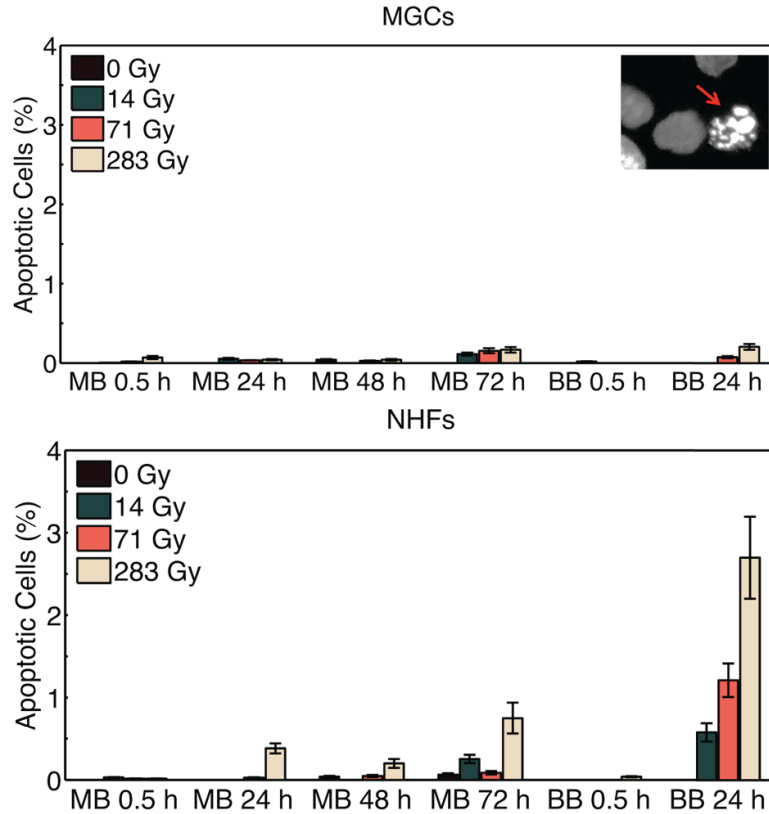 MGCs
4
3
2
1
0
Apoptotic Cells (%)
0 Gy
14 Gy
71 Gy
283 Gy
MB 0.5 h MB 24 h MB 48 h MB 72 h BB 0.5 h BB 24 h
NHFs
4
3
2
1
0
Apoptotic Cells (%)
0 Gy
14 Gy
71 Gy
283 Gy
MB 0.5 h MB 24 h MB 48 h MB 72 h BB 0.5 h BB 24 h